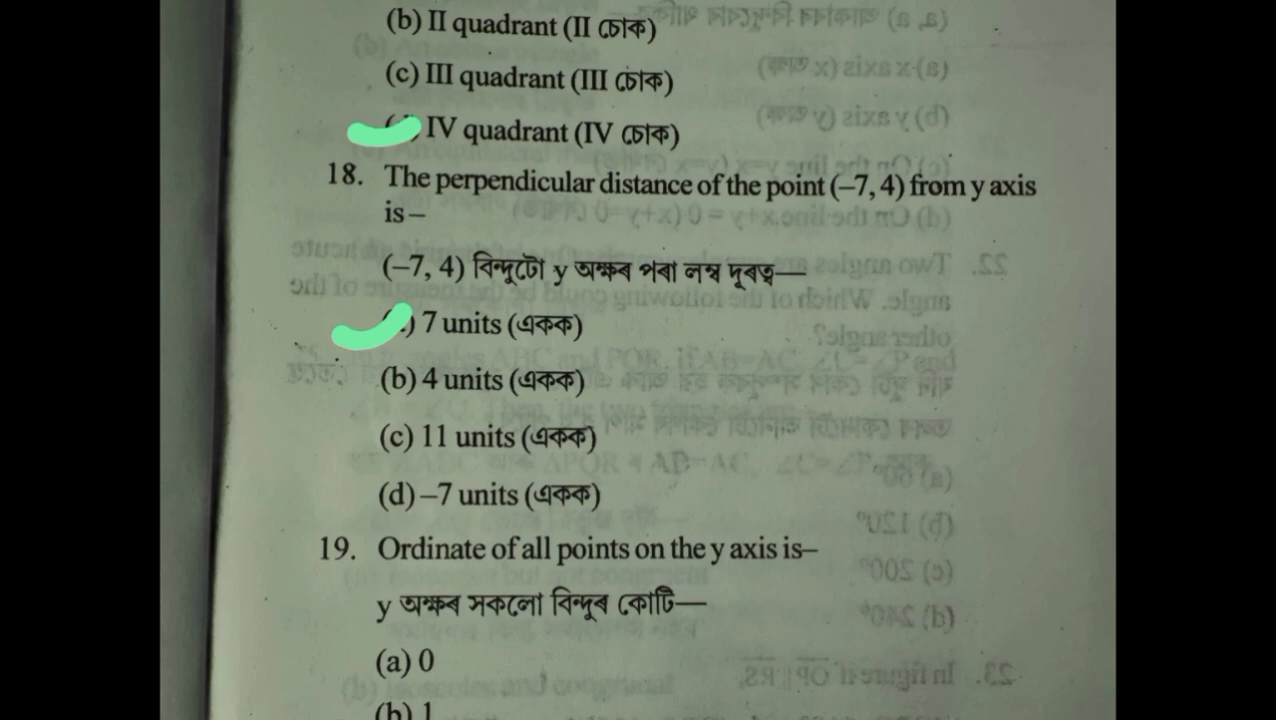 (b) II quadrant (II চোক)
(c) III quadrant (III চোক)
IV quadrant (IV চোক)
18. The perpendicular distance of the point (–7, 4) from y axis
is –
(–7, 4) বিন্দুটো y অক্ষৰ পৰা লম্ব দূৰত্ব—
7 units (একক)
(b) 4 units (একক)
(c) 11 units (একক)
(d) –7 units (একক)
19. Ordinate of all points on the y axis is–
y অক্ষৰ সকলো বিন্দুৰ কোটি—
(a) 0
(b) 1